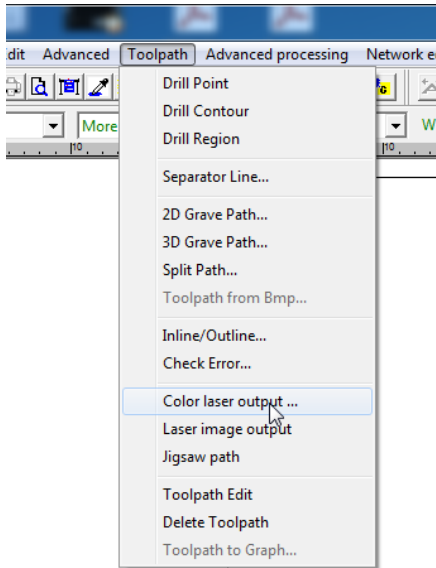 dit Advanced Toolpath Advanced processing Network e
Drill Point
Drill Contour
More
Drill Region
W
10
10
Separator Line...
2D Grave Path...
3D Grave Path...
Split Path...
Toolpath from Bmp...
Inline/Outline...
Check Error...
Color laser output ...
Laser image output
Jigsaw path
Toolpath Edit
Delete Toolpath
Toolpath to Graph...